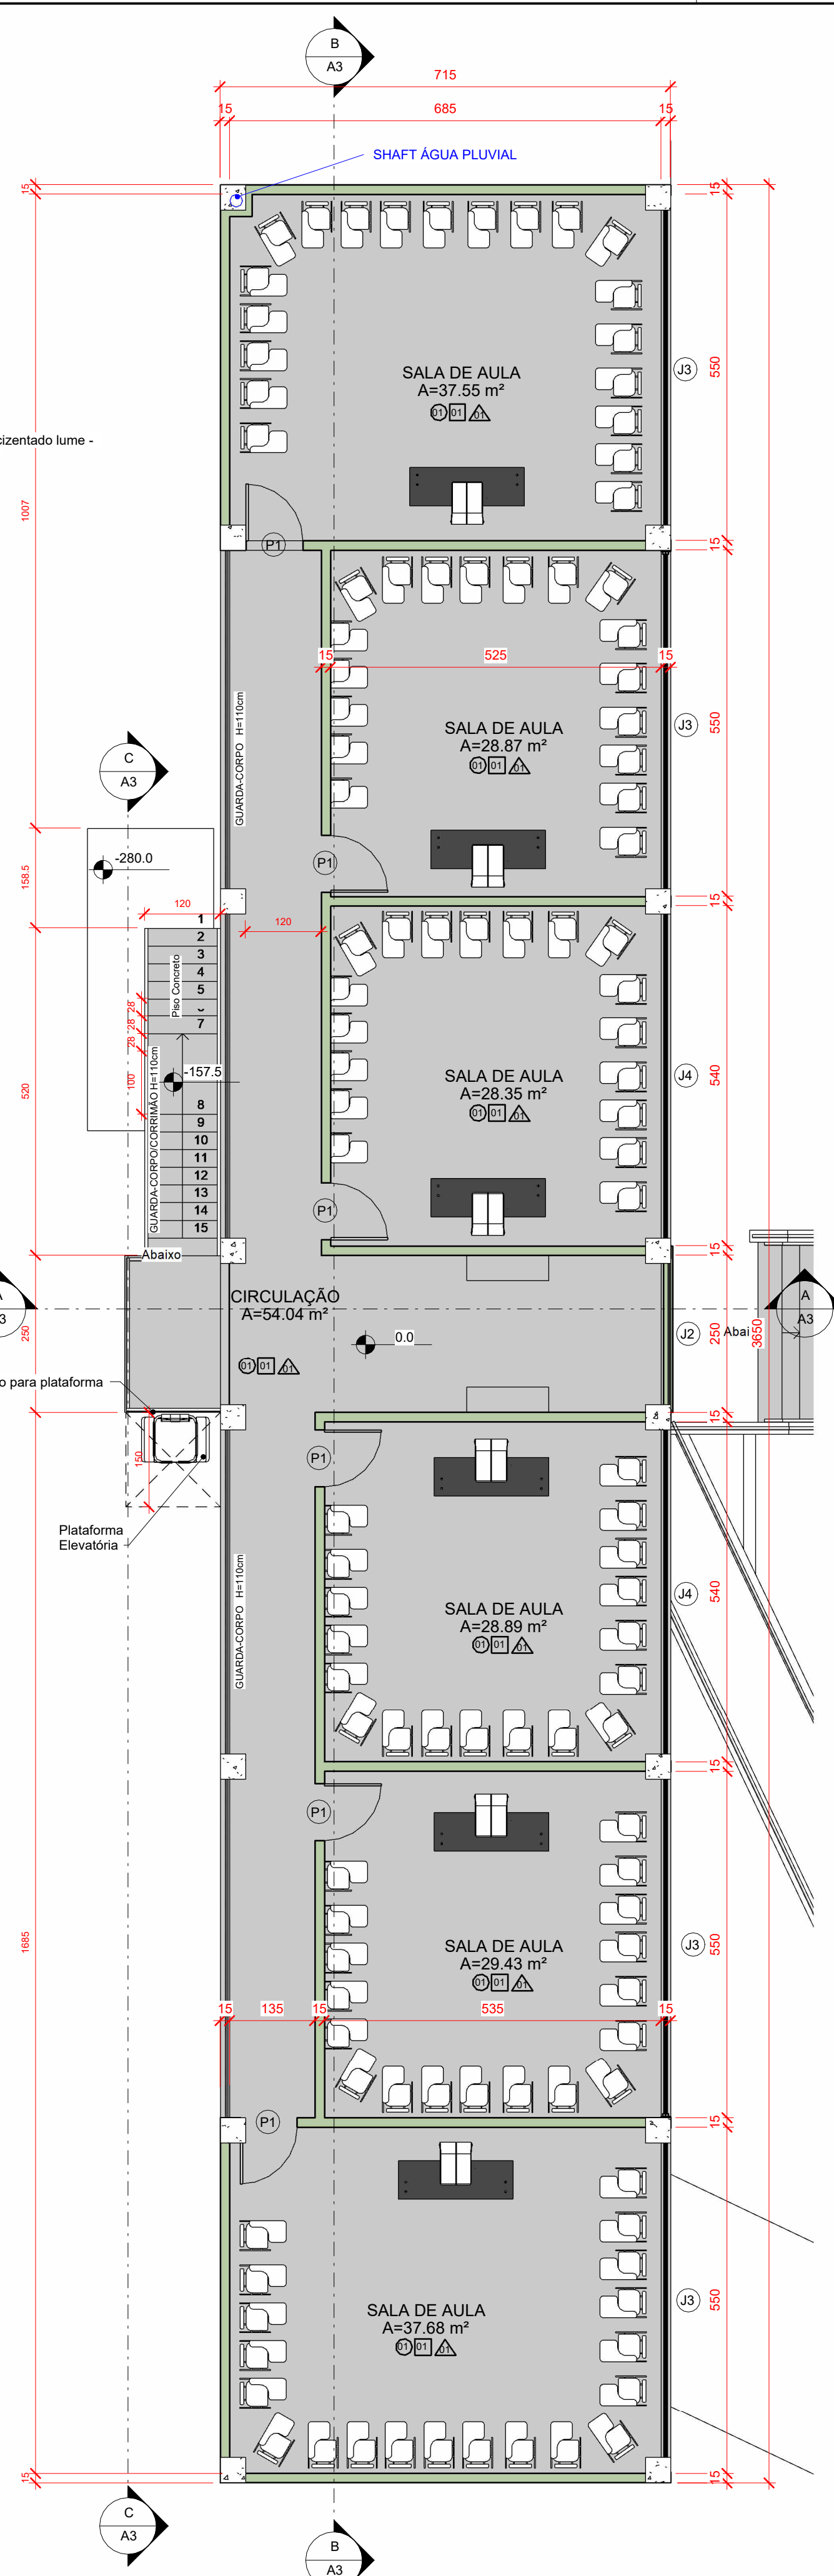 B
A3
715
15
685
15
SHAFT ÁGUA PLUVIAL
15
15
SALA DE AULA
A=37.55 m²
01
01
01
J3
550
cizentado lume -
1007
P1
15
15
525
15
GUARDA-CORPO H=110cm
SALA DE AULA
A=28.87 m²
01
01
01
J3
550
C
A3
-280.0
P1
158.5
15
120
120
1
2
3
4
5
7
Piso Concreto
28
28
28
100
-157.5
GUARDA-CORPO/CORRIMÃO H=110cm
520
8
9
10
11
12
13
14
15
SALA DE AULA
A=28.35 m²
01
01
01
J4
540
P1
15
Abaixo
CIRCULAÇÃO
A=54.04 m²
0.0
01
01
01
A
3
250
J2
250
Abai
3650
A
A3
o para plataforma
15
150
P1
Plataforma
Elevatória
GUARDA-CORPO H=110cm
SALA DE AULA
A=28.89 m²
01
01
01
J4
540
15
P1
1685
SALA DE AULA
A=29.43 m²
01
01
01
J3
550
15
135
15
535
15
P1
15
SALA DE AULA
A=37.68 m²
01
01
01
J3
550
15
15
C
A3
B
A3